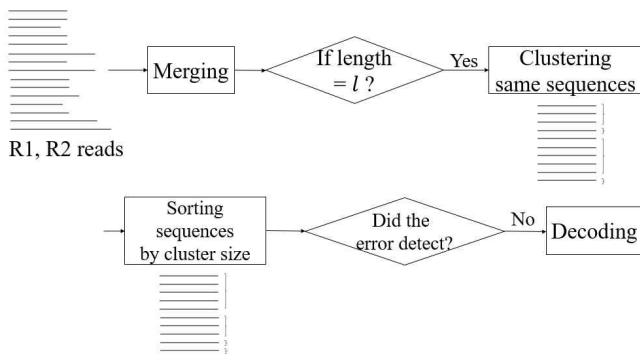 R1, R2 reads
Merging
If length
= l ?
Yes
Clustering
same sequences
Sorting
sequences
by cluster size
Did the
error detect?
No
Decoding